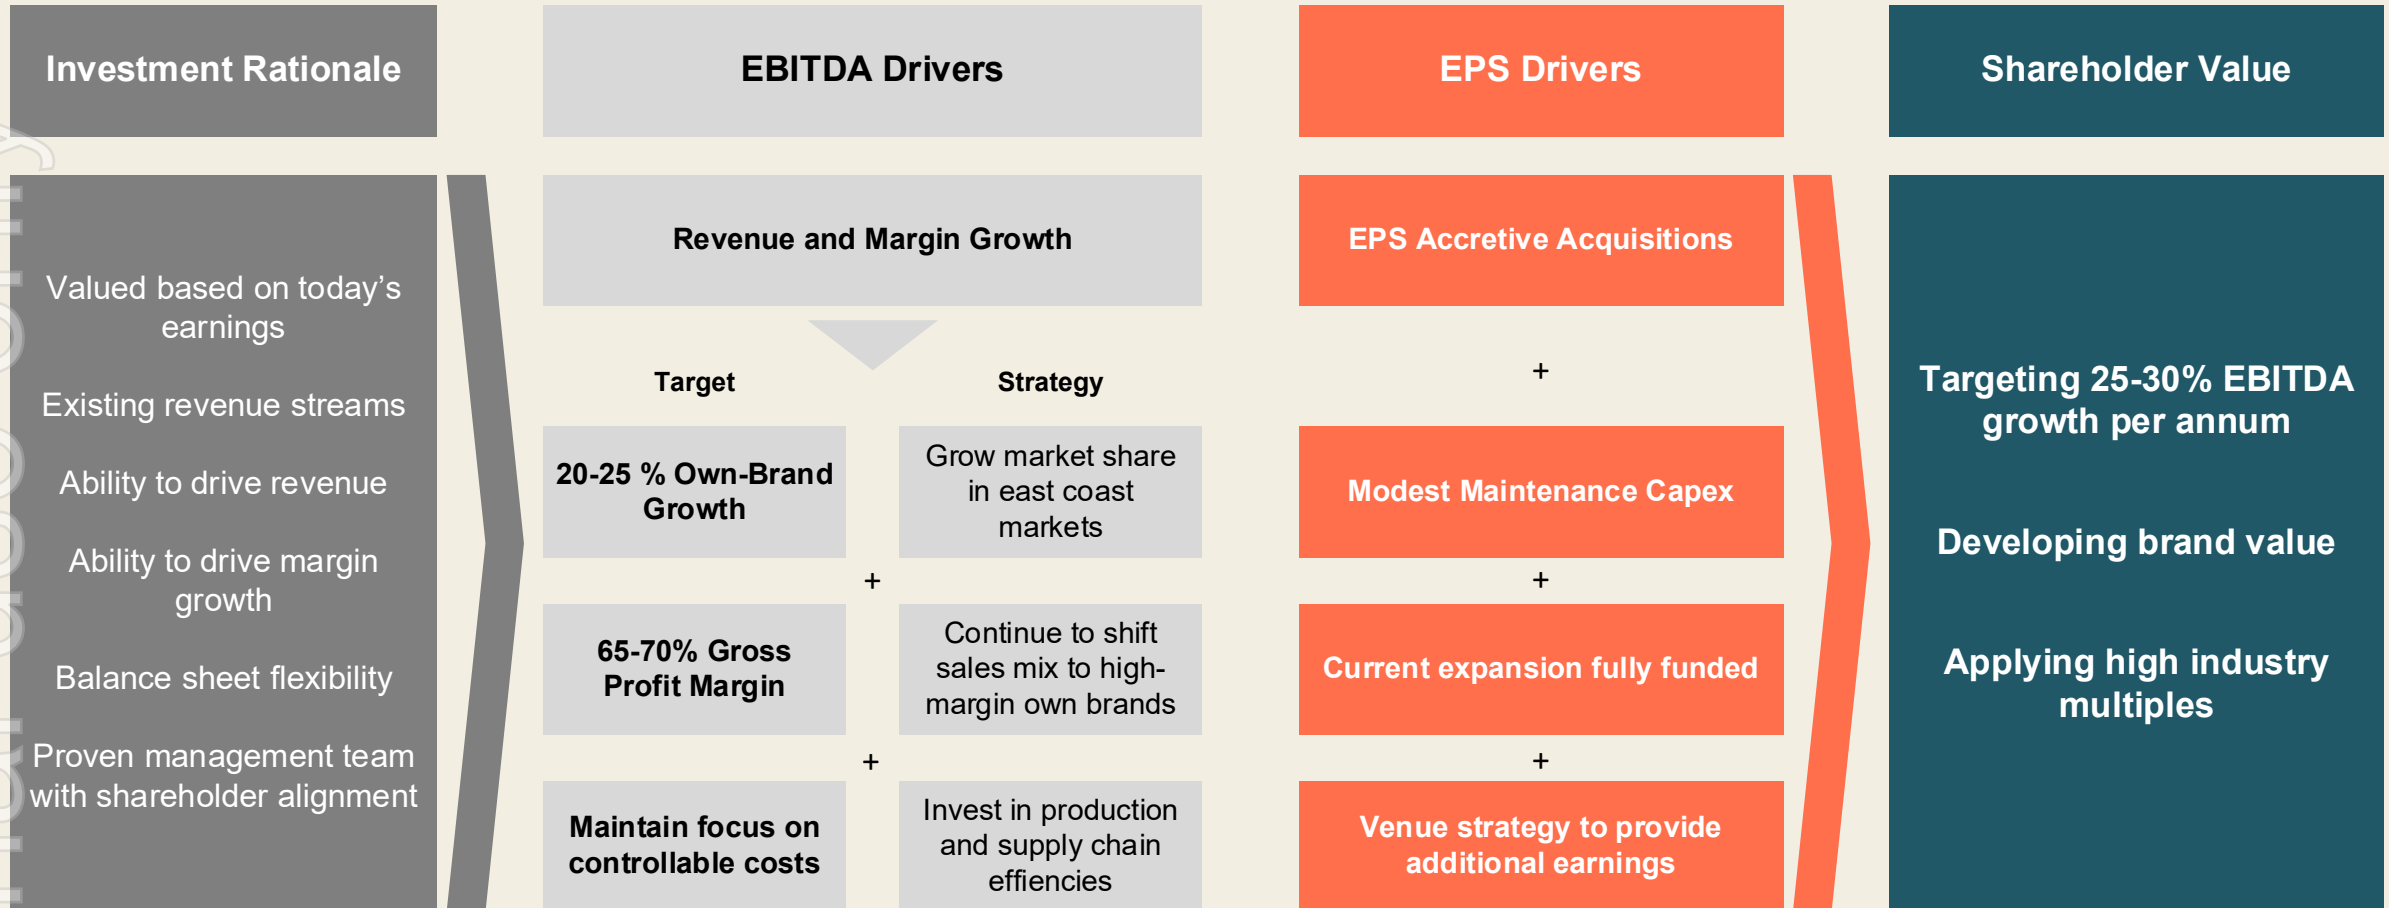 Investment Rationale
EBITDA Drivers
EPS Drivers
Shareholder Value
Valued based on today’s
earnings
Existing revenue streams
Ability to drive revenue
Ability to drive margin
growth
Balance sheet flexibility
Proven management team
with shareholder alignment
Revenue and Margin Growth
Target
Strategy
20-25 % Own-Brand
Growth
Grow market share
in east coast
markets
+
65-70% Gross
Profit Margin
Continue to shift
sales mix to high-
margin own brands
+
Maintain focus on
controllable costs
Invest in production
and supply chain
effiencies
EPS Accretive Acquisitions
+
Modest Maintenance Capex
+
Current expansion fully funded
+
Venue strategy to provide
additional earnings
Targeting 25-30% EBITDA
growth per annum
Developing brand value
Applying high industry
multiples